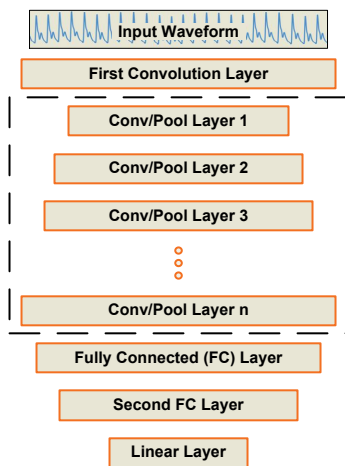 Input Waveform
First Convolution Layer
Conv/Pool Layer 1
Conv/Pool Layer 2
Conv/Pool Layer 3
Conv/Pool Layer n
Fully Connected (FC) Layer
Second FC Layer
Linear Layer